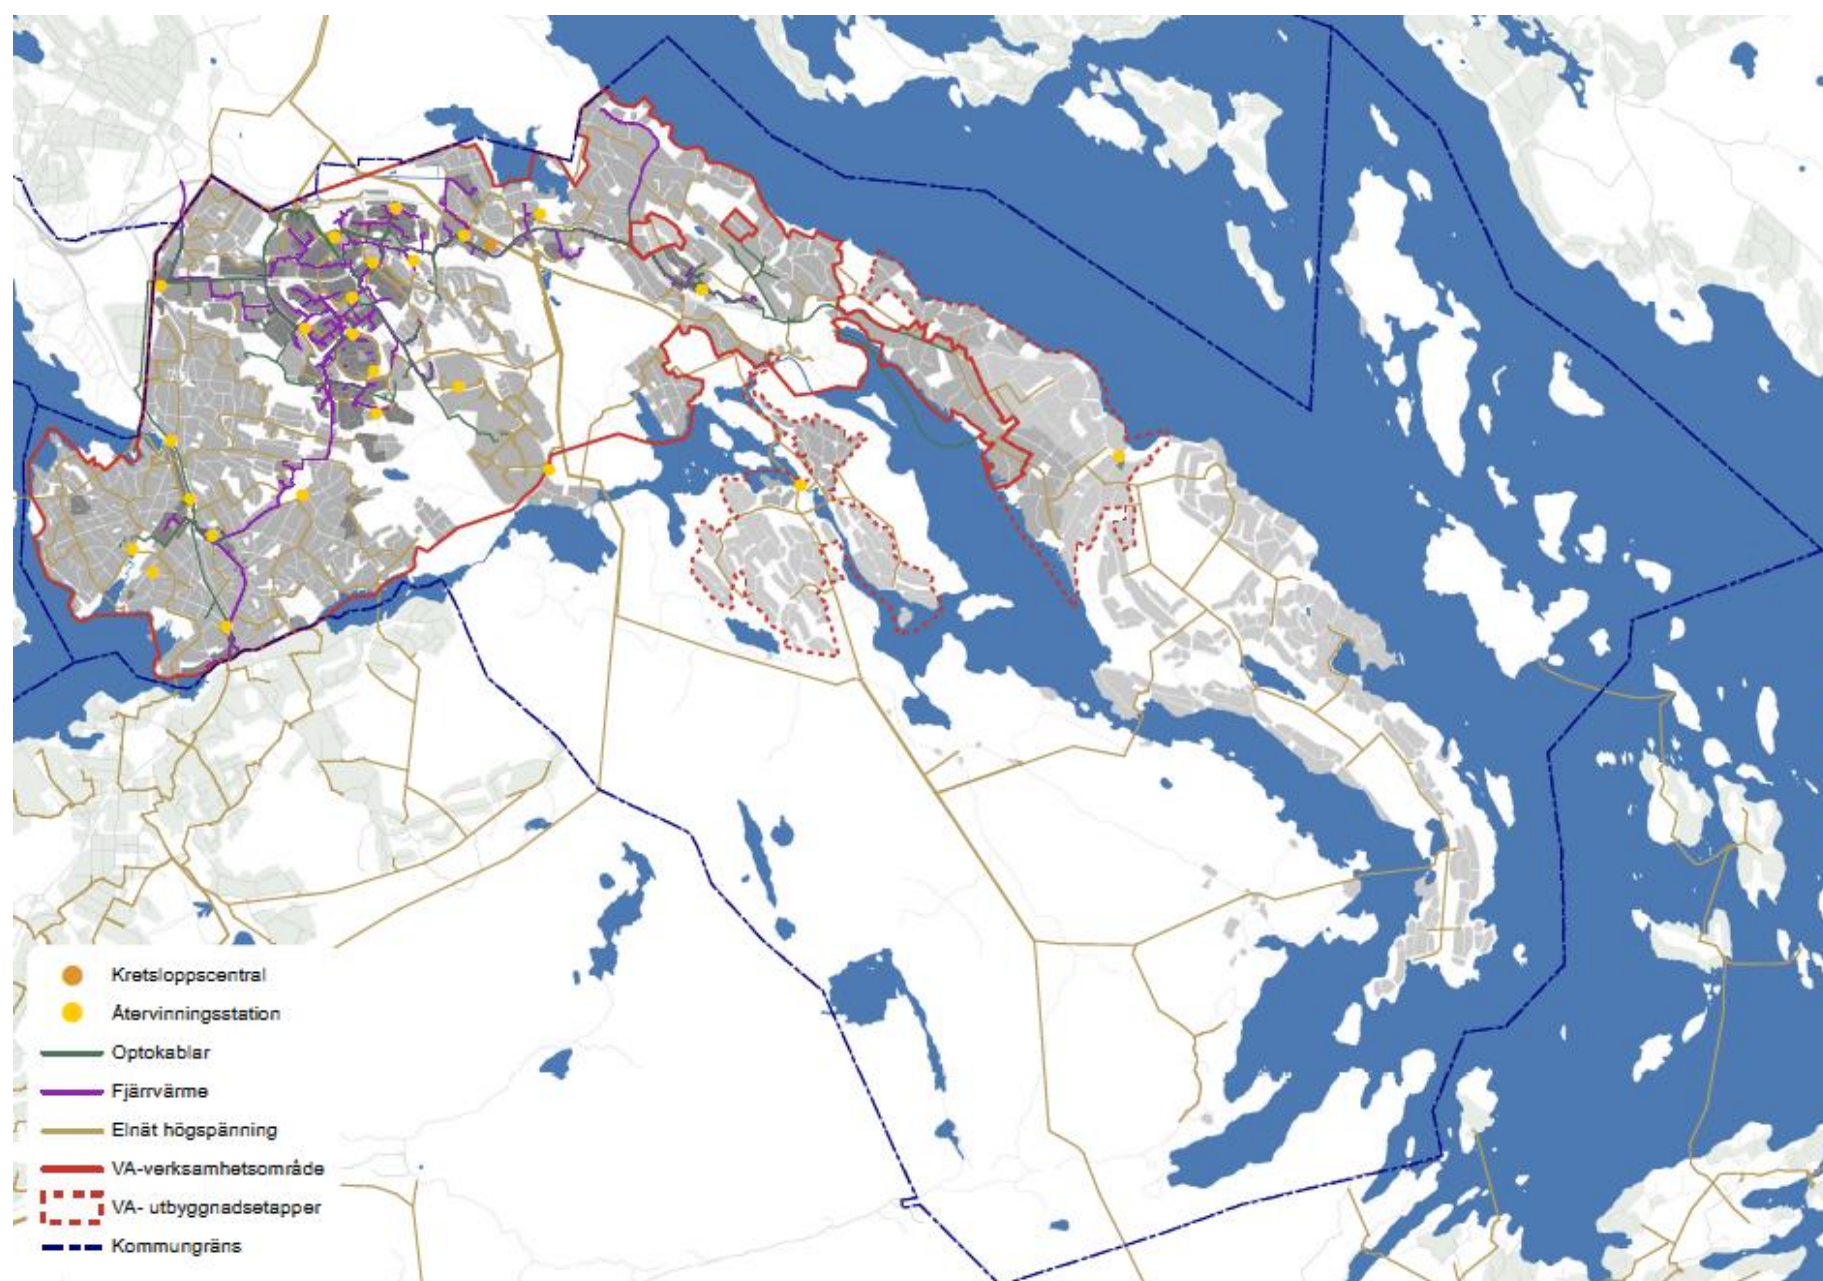 Kretsloppscentral
Återvinningsstation
Optokablar
Fjärrvärme
Elnät högspänning
VA-verksamhetsområde
VA- utbyggnadsetapper
Kommungräns